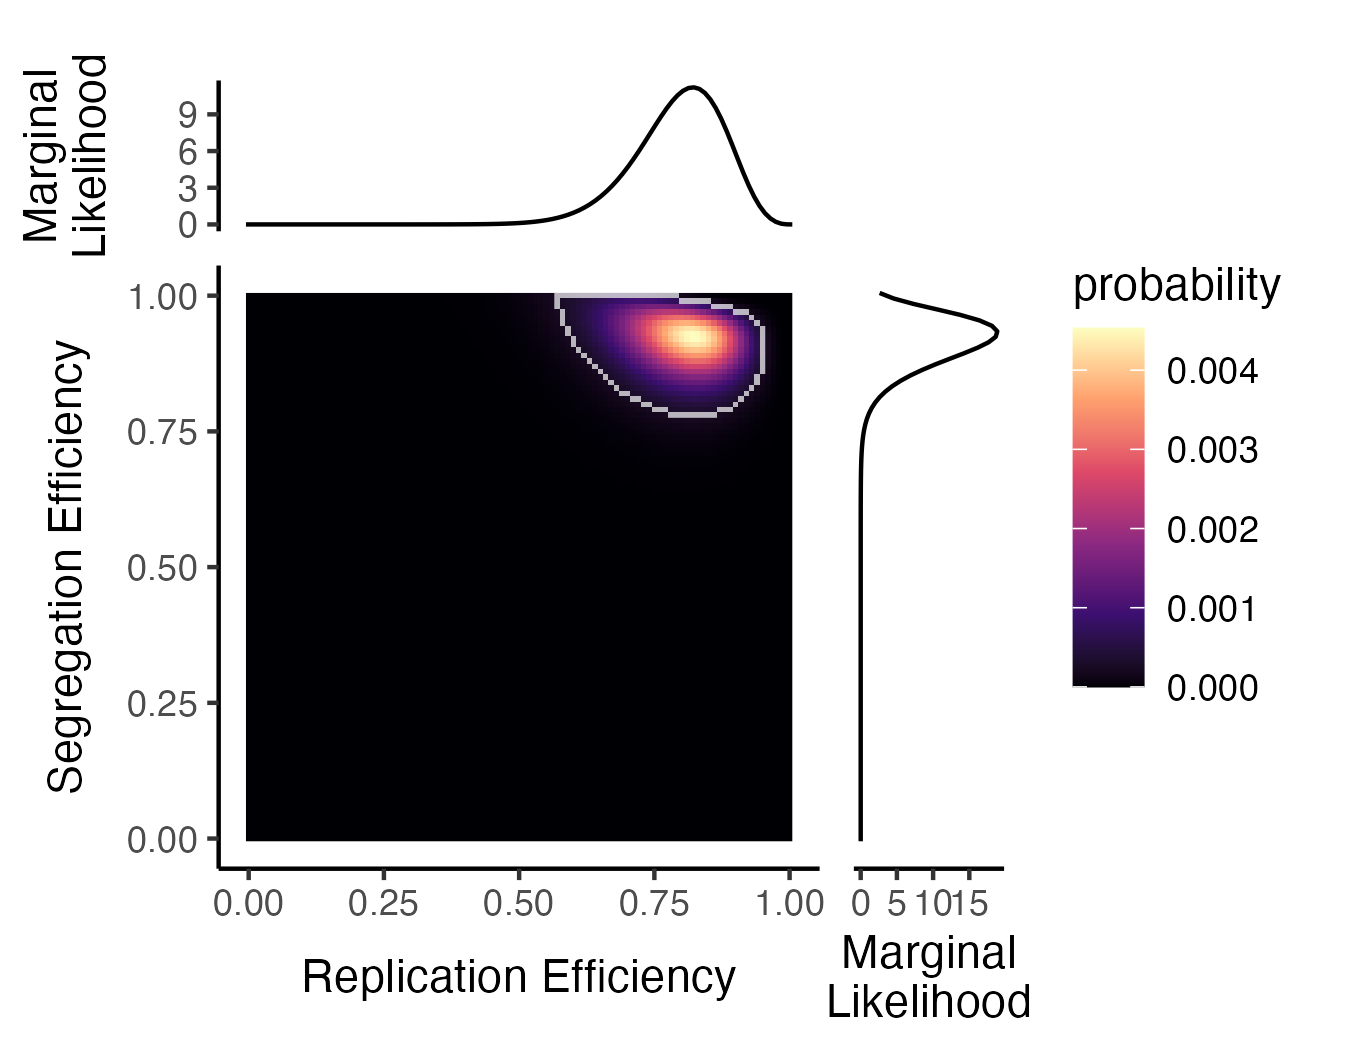 Marginal
Likelihood
9
6
3
0
probability
0.004
0.003
0.002
0.001
0.000
Segregation Efficiency
1.00
0.75
0.50
0.25
0.00
0.00 0.25 0.50 0.75 1.00
Replication Efficiency
0 5 10 15
Marginal
Likelihood